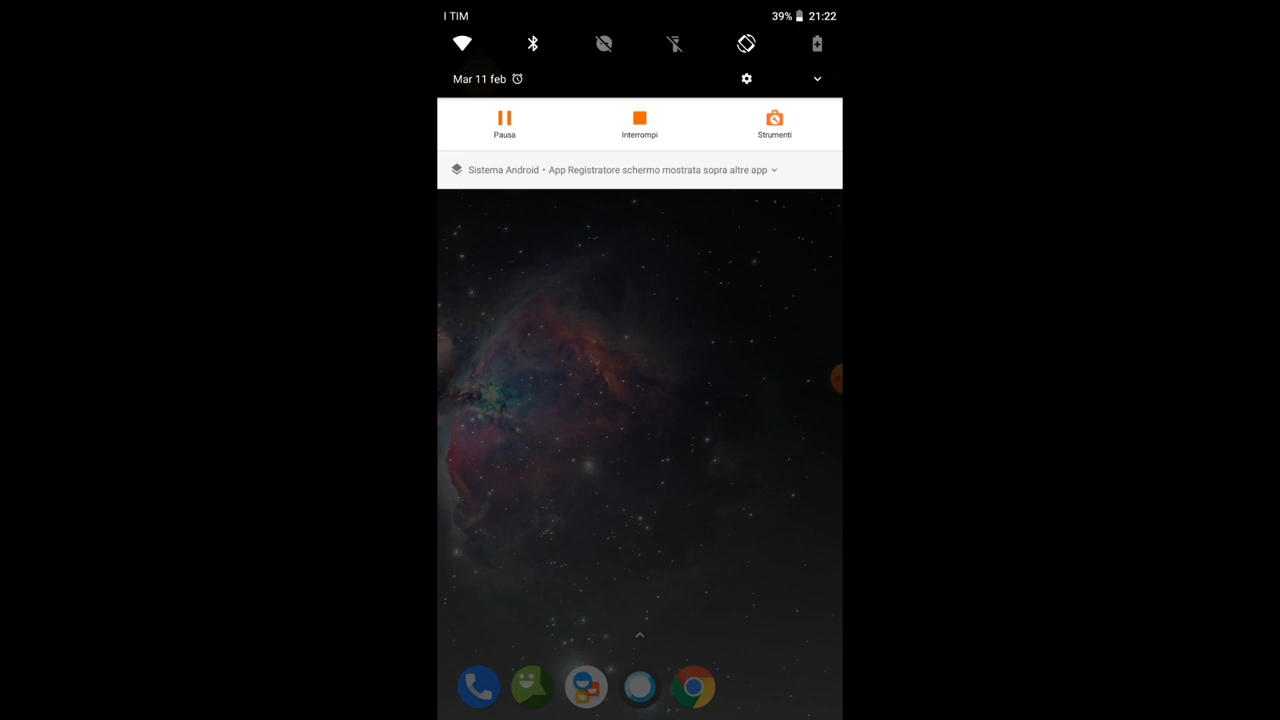 I TIM
39% 21:22
Mar 11 feb
Pausa
Interrompi
Strumenti
Sistema Android • App Registratore schermo mostrata sopra altre app